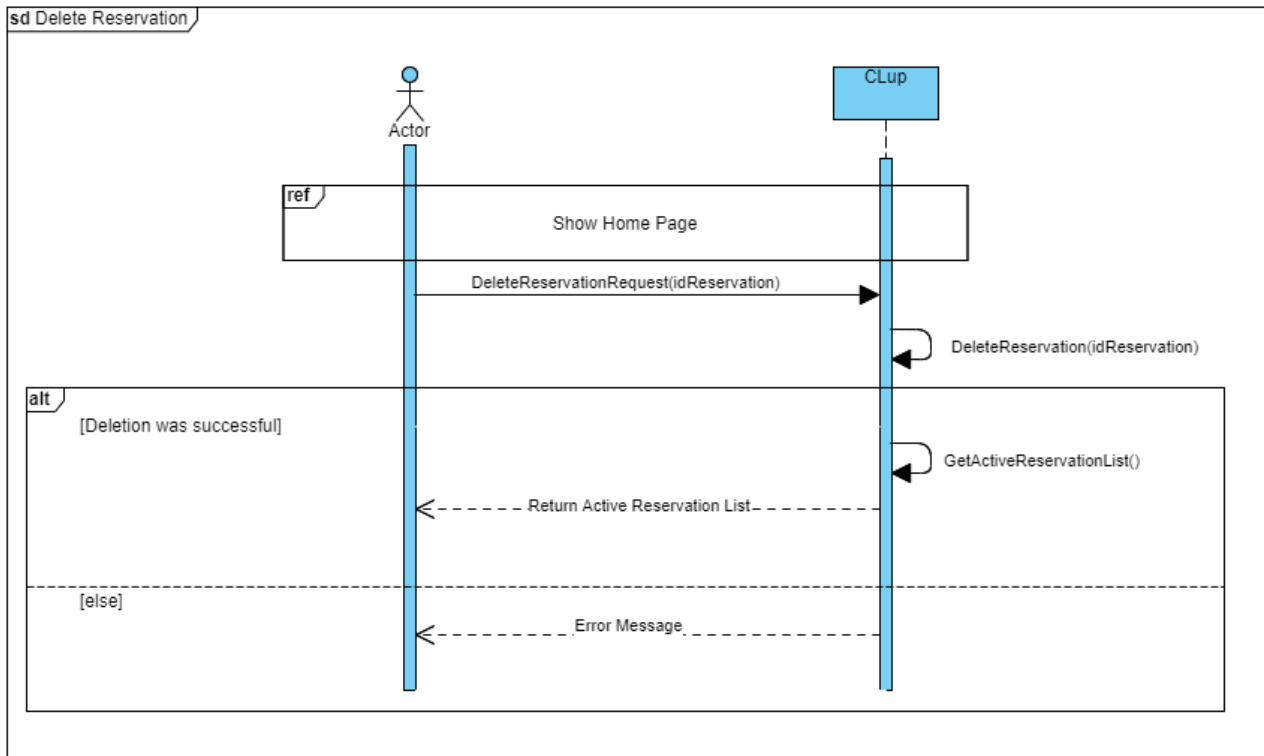 sd Delete Reservation
CLup
Actor
ref
Show Home Page
DeleteReservationRequest(idReservation)
DeleteReservation(idReservation)
alt
[Deletion was successful]
GetActiveReservationList()
Return Active Reservation List
[else]
Error Message